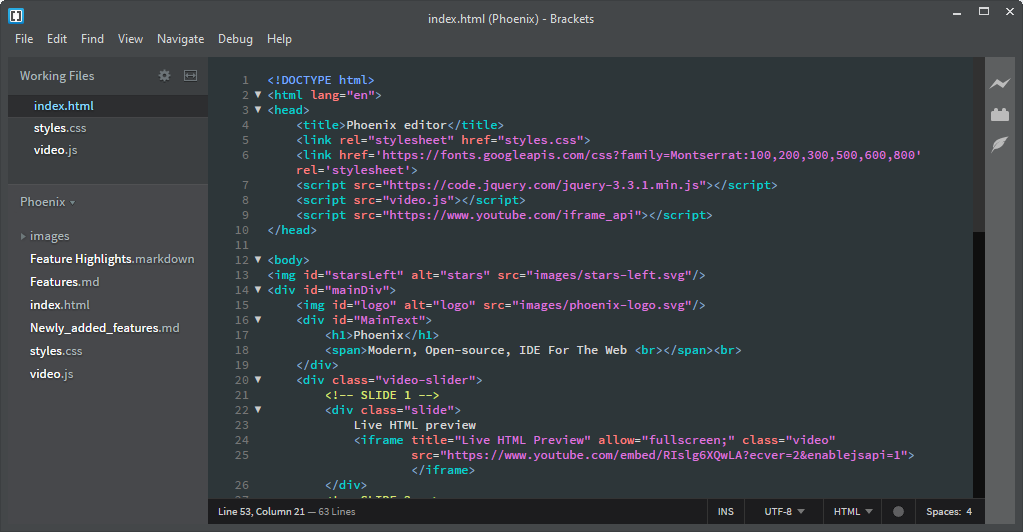 index.html (Phoenix) - Brackets
File Edit Find View Navigate Debug Help
Working Files
index.html
styles.css
video.js
Phoenix
images
Feature Highlights.markdown
Features.md
index.html
Newly_added_features.md
styles.css
video.js
1 <!DOCTYPE html>
2 <html lang="en">
3 <head>
4 <title>Phoenix editor</title>
5 <link rel="stylesheet" href="styles.css">
6 <link href='https://fonts.googleapis.com/css?family=Montserrat:100,200,300,500,600,800'
rel='stylesheet'>
7 <script src="https://code.jquery.com/jquery-3.3.1.min.js"></script>
8 <script src="video.js"></script>
9 <script src="https://www.youtube.com/iframe_api"></script>
10 </head>
11
12 <body>
13 <img id="starsLeft" alt="stars" src="images/stars-left.svg"/>
14 <div id="mainDiv">
15 <img id="logo" alt="logo" src="images/phoenix-logo.svg"/>
16 <div id="MainText">
17 <h1>Phoenix</h1>
18 <span>Modern, Open-source, IDE For The Web <br></span><br>
19 </div>
20 <div class="video-slider">
21 <!-- SLIDE 1 -->
22 <div class="slide">
23 Live HTML preview
24 <iframe title="Live HTML Preview" allow="fullscreen;" class="video"
25 src="https://www.youtube.com/embed/RIslg6XQwLA?ecver=2&enablejsapi=1">
</iframe>
26 </div>
Line 53, Column 21 — 63 Lines
INS UTF-8 HTML Spaces: 4